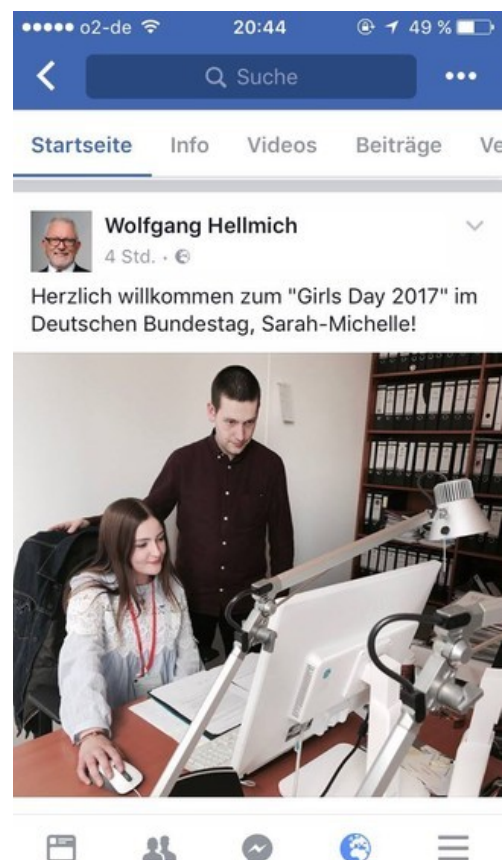 o2-de 20:44 49 %
Suche
Startseite Info Videos Beiträge Ve
Wolfgang Hellmich
4 Std. ·
Herzlich willkommen zum "Girls Day 2017" im
Deutschen Bundestag, Sarah-Michelle!